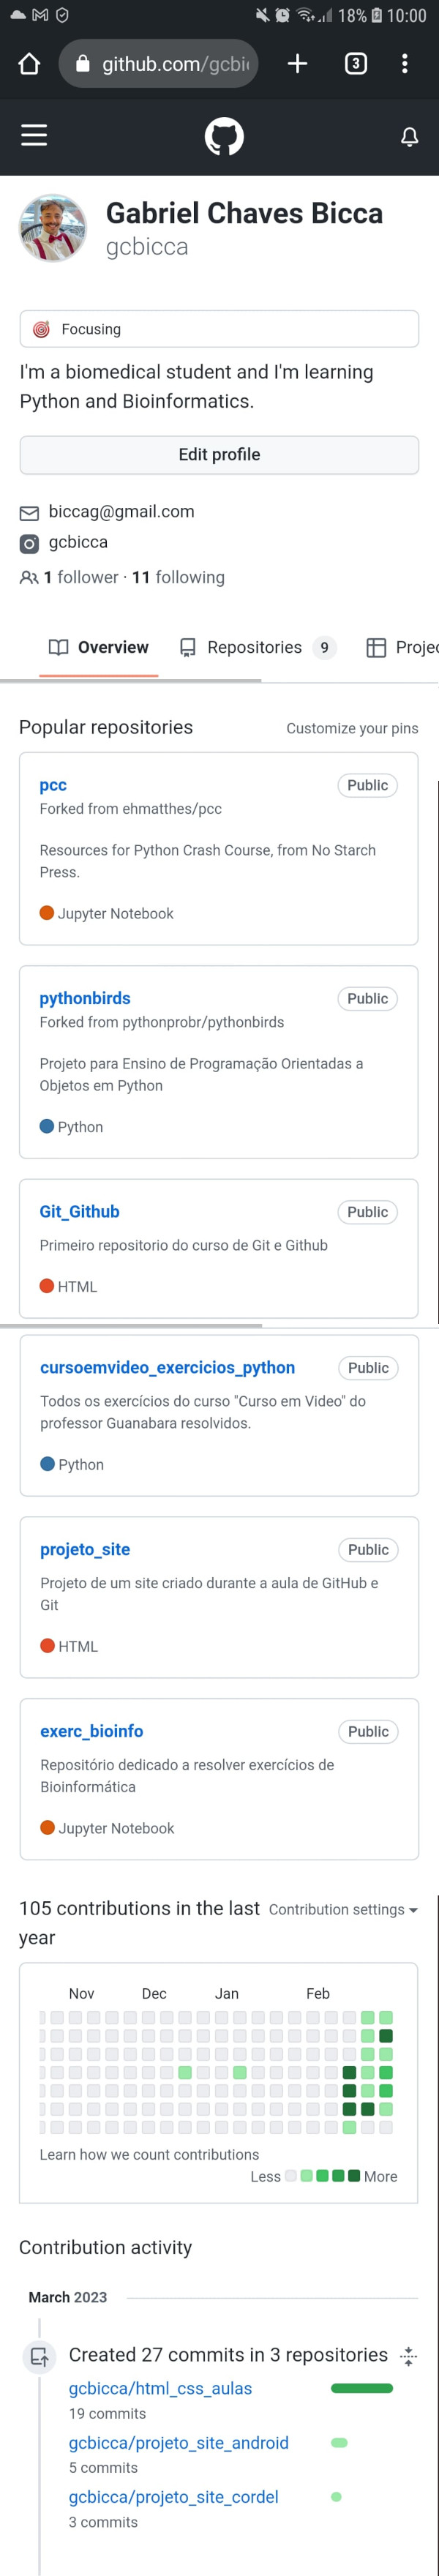 18% 10:00
github.com/gcbi
3
Gabriel Chaves Bicca
gcbicca
Focusing
I'm a biomedical student and I'm learning
Python and Bioinformatics.
Edit profile
biccag@gmail.com
gcbicca
1 follower · 11 following
Overview Repositories 9 Projec
Popular repositories Customize your pins
pcc Public
Forked from ehmatthes/pcc
Resources for Python Crash Course, from No Starch
Press.
Jupyter Notebook
pythonbirds Public
Forked from pythonprobr/pythonbirds
Projeto para Ensino de Programação Orientadas a
Objetos em Python
Python
Git_Github Public
Primeiro repositorio do curso de Git e Github
HTML
cursoemvideo_exercicios_python Public
Todos os exercícios do curso "Curso em Video" do
professor Guanabara resolvidos.
Python
projeto_site Public
Projeto de um site criado durante a aula de GitHub e
Git
HTML
exerc_bioinfo Public
Repositório dedicado a resolver exercícios de
Bioinformática
Jupyter Notebook
105 contributions in the last Contribution settings
year
Nov Dec Jan Feb
Learn how we count contributions
Less More
Contribution activity
March 2023
Created 27 commits in 3 repositories
gcbicca/html_css_aulas
19 commits
gcbicca/projeto_site_android
5 commits
gcbicca/projeto_site_cordel
3 commits